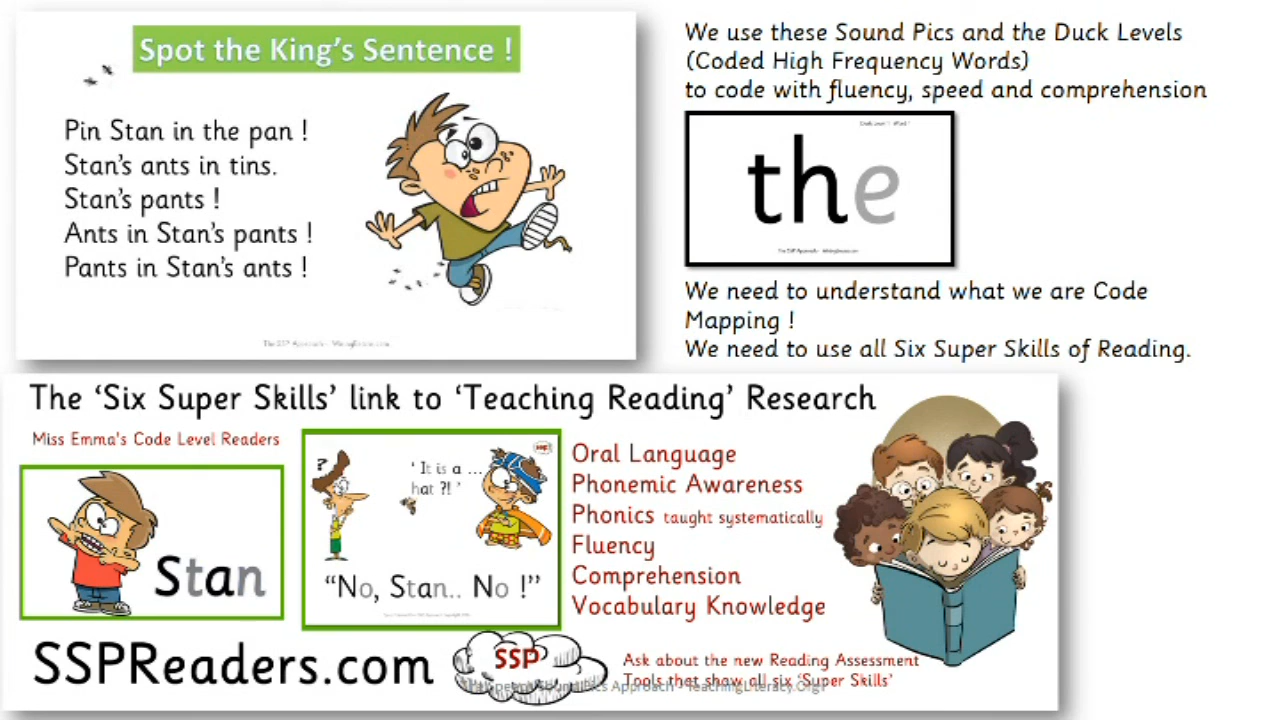 Spot the King's Sentence !
Pin Stan in the pan !
Stan's ants in tins.
Stan's pants !
Ants in Stan's pants !
Pants in Stan's ants !
We use these Sound Pics and the Duck Levels
(Coded High Frequency Words)
to code with fluency, speed and comprehension
the
We need to understand what we are Code
Mapping !
We need to use all Six Super Skills of Reading.
The 'Six Super Skills' link to 'Teaching Reading' Research
Miss Emma's Code Level Readers
Stan
?
' It is a ...
hat ?! '
"No, Stan.. No !"
Oral Language
Phonemic Awareness
Phonics taught systematically
Fluency
Comprehension
Vocabulary Knowledge
SSPReaders.com
SSP
Ask about the new Reading Assessment
Tools that show all six 'Super Skills'